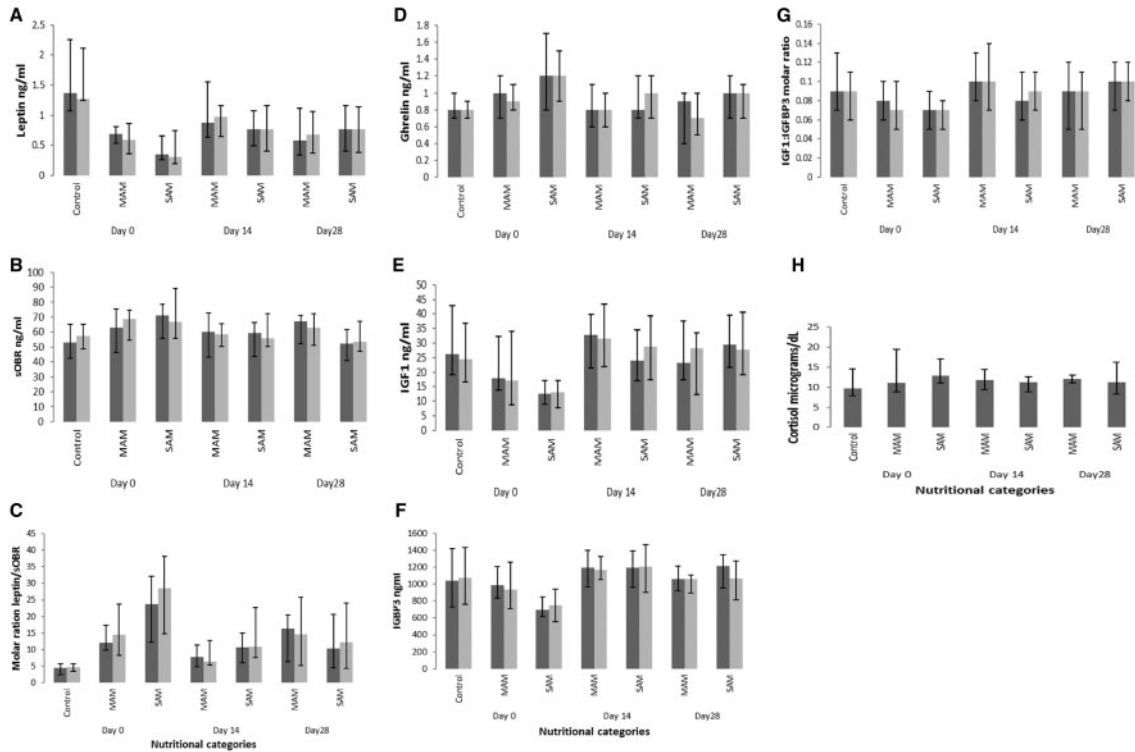 A
Leptin ng/ml
2.5
2
1.5
1
0.5
0
Control
MAM
SAM
MAM
SAM
MAM
SAM
Day 0
Day 14
Day28
B
sOBR ng/ml
100
90
80
70
60
50
40
30
20
10
0
Control
MAM
SAM
MAM
SAM
MAM
SAM
Day 0
Day 14
Day28
C
Molar ration leptin/sOBR
45
40
35
30
25
20
15
10
5
0
Control
MAM
SAM
MAM
SAM
MAM
SAM
Day 0
Day 14
Day28
Nutritional categories
D
Ghrelin ng/ml
1.8
1.6
1.4
1.2
1
0.8
0.6
0.4
0.2
0
Control
MAM
SAM
MAM
SAM
MAM
SAM
Day 0
Day 14
Day28
E
IGF1 ng/ml
50
45
40
35
30
25
20
15
10
5
0
Control
MAM
SAM
MAM
SAM
MAM
SAM
Day 0
Day 14
Day28
F
IGBP3 ngml
1600
1400
1200
1000
800
600
400
200
0
Control
MAM
SAM
MAM
SAM
MAM
SAM
Day 0
Day 14
Day28
Nutritional categories
G
IGF1:IGFBP3 molar ratio
0.16
0.14
0.12
0.1
0.08
0.06
0.04
0.02
0
Control
MAM
SAM
MAM
SAM
MAM
SAM
Day 0
Day 14
Day28
H
Cortisol micrograms/dL
25
20
15
10
5
0
Control
MAM
SAM
MAM
SAM
MAM
SAM
Day 0
Day 14
Day28
Nutritional categories